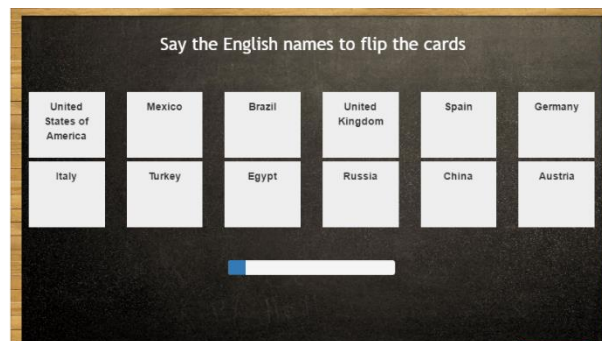 Say the English names to flip the cards
United
States of
America
Mexico
Brazil
United
Kingdom
Spain
Germany
Italy
Turkey
Egypt
Russia
China
Austria